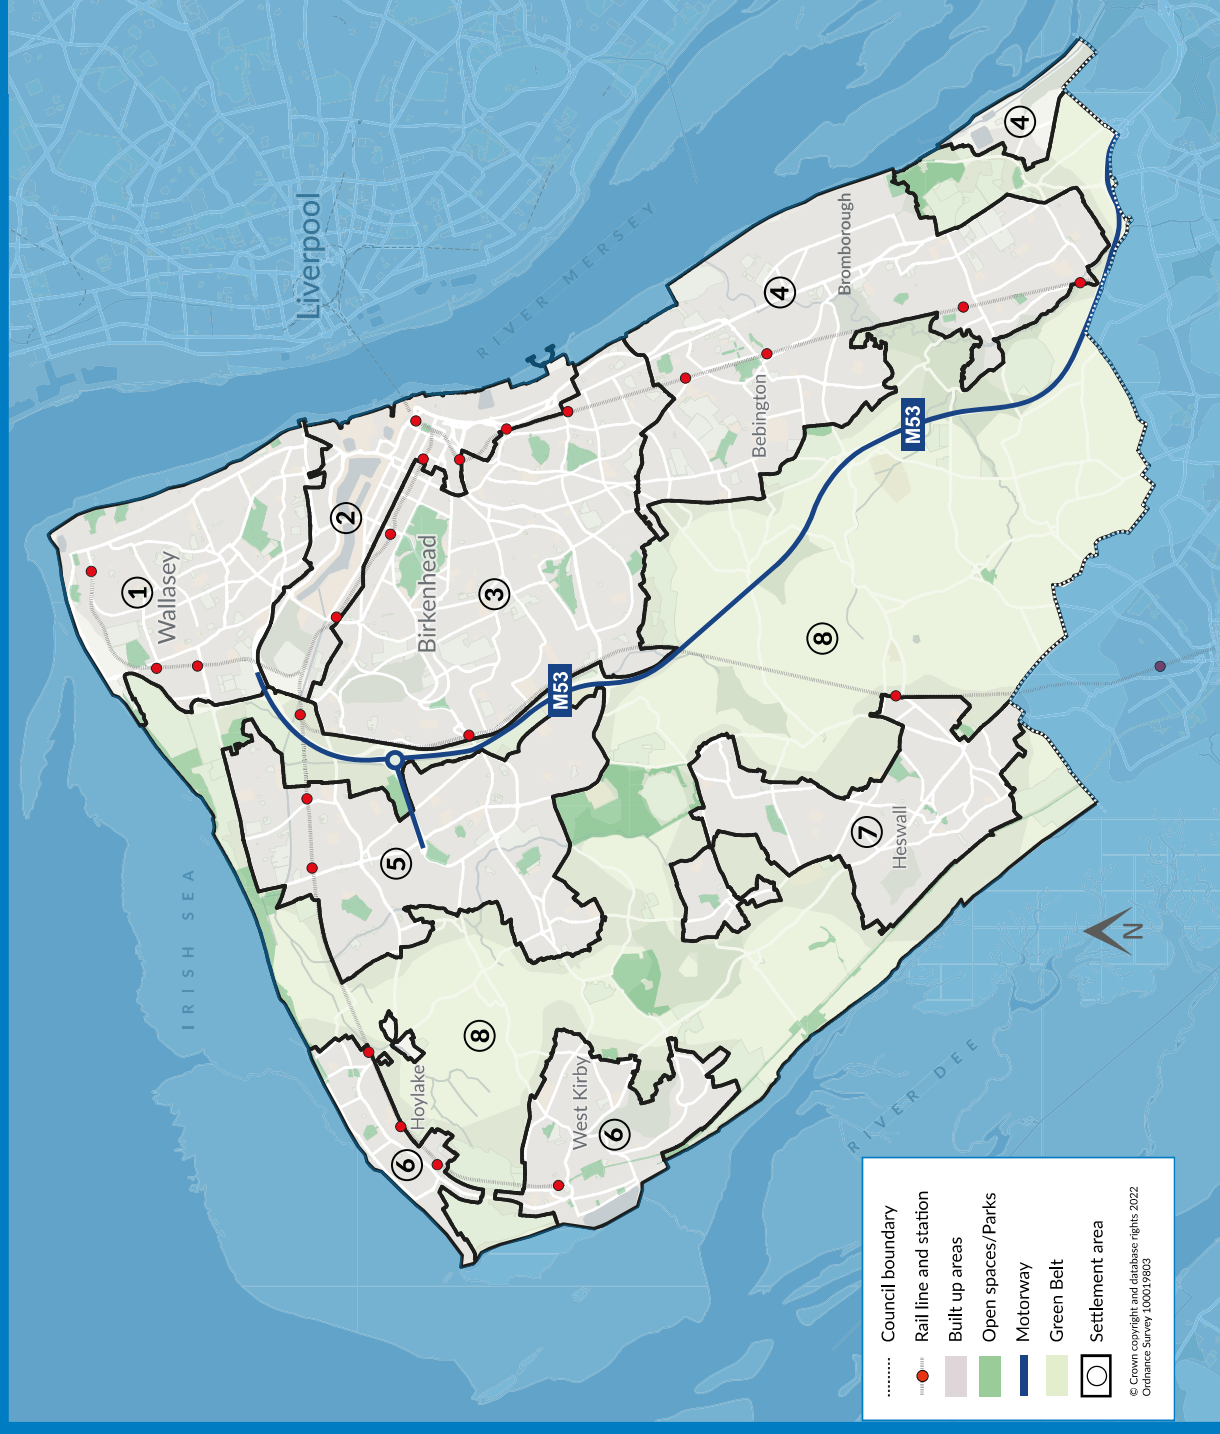 Liverpool
RIVER MERSEY
IRISH SEA
1
Wallasey
2
Birkenhead
3
M53
4
Bromborough
4
Bebington
M53
5
8
7
Heswall
8
Hoylake
6
West Kirby
6
RIVER DEE
N
Council boundary
Rail line and station
Built up areas
Open spaces/Parks
Motorway
Green Belt
Settlement area
© Crown copyright and database rights 2022
Ordnance Survey 100019803